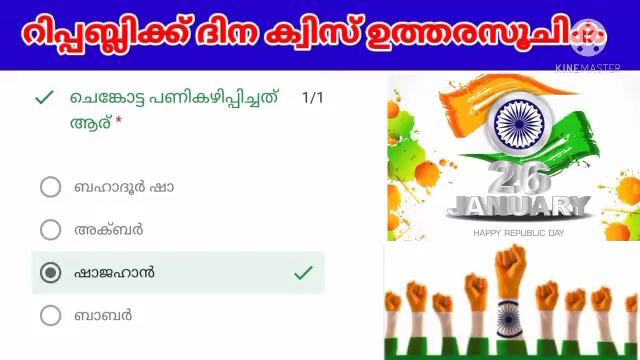 റിപ്പബ്ലിക്ക് ദിന ക്വിസ് ഉത്തരസൂചിക
KINEMASTER
ചെങ്കോട്ട പണികഴിപ്പിച്ചത് 1/1
ആര് *
ബഹാദൂർ ഷാ
അക്ബർ
ഷാജഹാൻ
ബാബർ
26
JANUARY
HAPPY REPUBLIC DAY